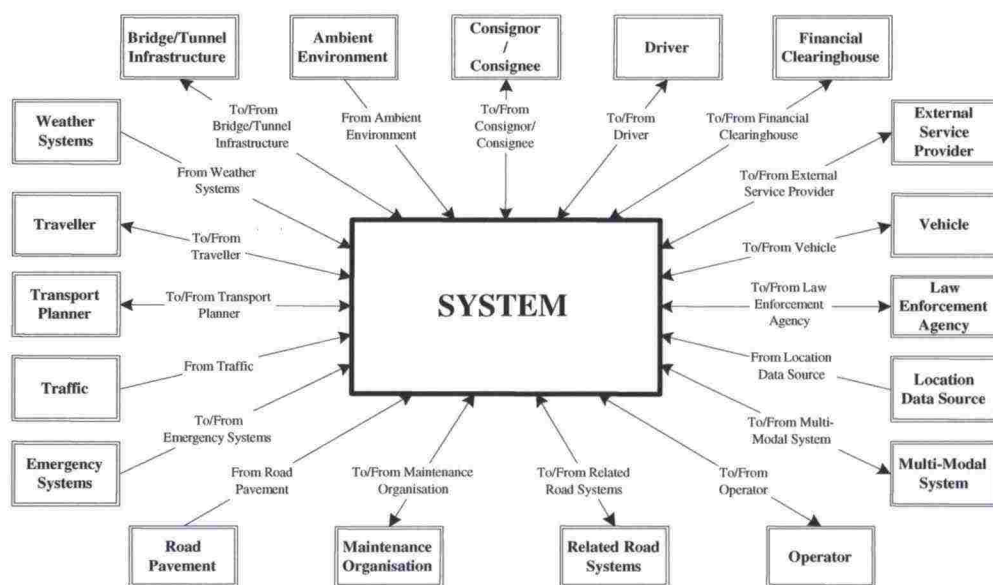 Bridge/Tunnel
Infrastructure
Ambient
Environment
Consignor
/
Consignee
Driver
Financial
Clearinghouse
To/From
Bridge/Tunnel
Infrastructure
From Ambient
Environment
To/From
Consignor/
Consignee
To/From
Driver
To/From Financial
Clearinghouse
Weather
Systems
From Weather
Systems
External
Service
Provider
To/From External
Service Provider
Traveller
To/From
Traveller
Vehicle
To/From Vehicle
Transport
Planner
To/From Transport
Planner
SYSTEM
To/From Law
Enforcement
Agency
Law
Enforcement
Agency
Traffic
From Traffic
From Location
Data Source
Location
Data Source
To/From
Emergency Systems
To/From Multi-
Modal System
Emergency
Systems
From Road
Pavement
To/From Maintenance
Organisation
To/From Related
Road Systems
To/From
Operator
Multi-Modal
System
Road
Pavement
Maintenance
Organisation
Related Road
Systems
Operator